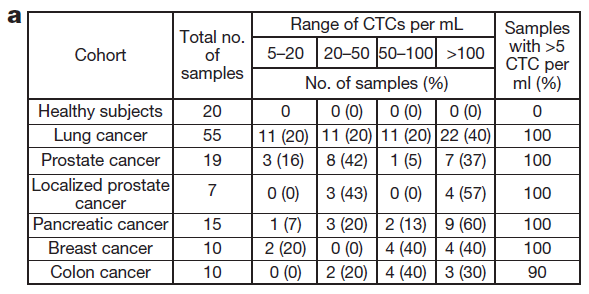 a
Cohort | Total no. of samples | Range of CTCs per mL | Samples with >5 CTC per ml (%)
5–20 | 20–50 | 50–100 | >100
No. of samples (%)
Healthy subjects | 20 | 0 | 0 (0) | 0 (0) | 0 (0) | 0
Lung cancer | 55 | 11 (20) | 11 (20) | 11 (20) | 22 (40) | 100
Prostate cancer | 19 | 3 (16) | 8 (42) | 1 (5) | 7 (37) | 100
Localized prostate cancer | 7 | 0 (0) | 3 (43) | 0 (0) | 4 (57) | 100
Pancreatic cancer | 15 | 1 (7) | 3 (20) | 2 (13) | 9 (60) | 100
Breast cancer | 10 | 2 (20) | 0 (0) | 4 (40) | 4 (40) | 100
Colon cancer | 10 | 0 (0) | 2 (20) | 4 (40) | 3 (30) | 90